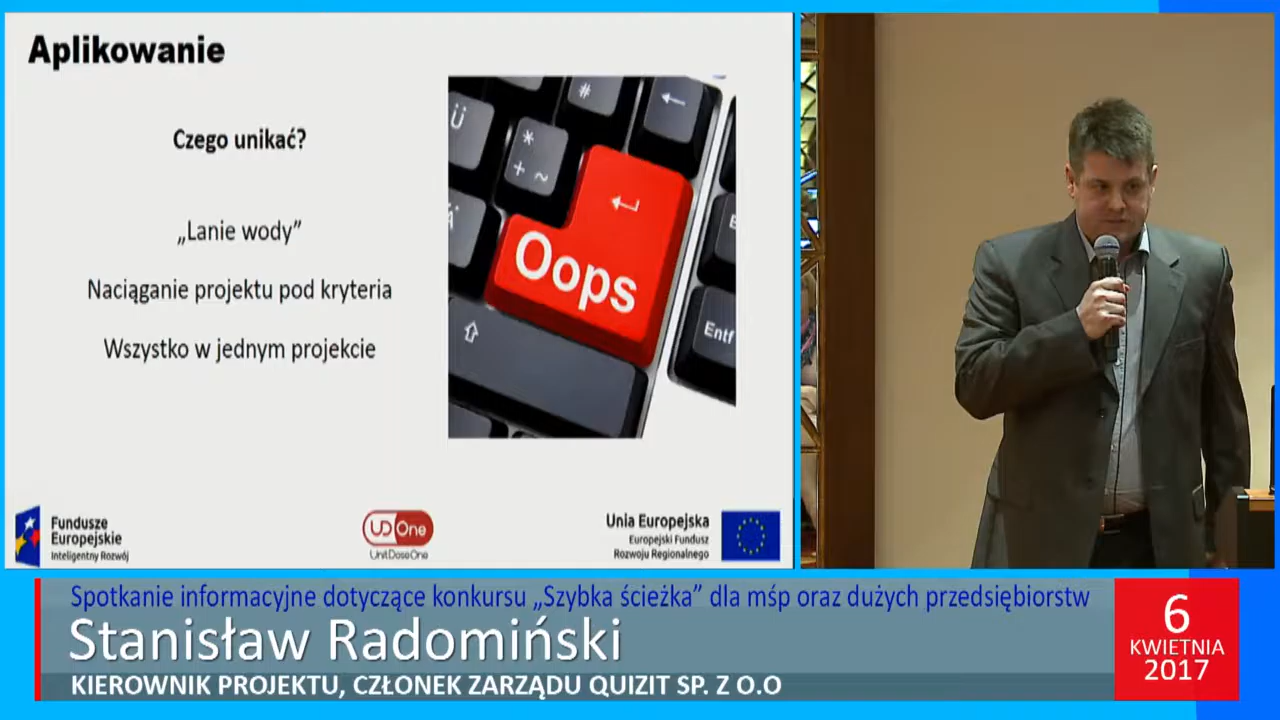 Aplikowanie
Czego unikać?
„Lanie wody”
Naciąganie projektu pod kryteria
Wszystko w jednym projekcie
Ü
#
*
+ ~
Oops
Entf
Fundusze
Europejskie
Inteligentny Rozwój
UD One
UnitDoseOne
Unia Europejska
Europejski Fundusz
Rozwoju Regionalnego
Spotkanie informacyjne dotyczące konkursu „Szybka ścieżka” dla mśp oraz dużych przedsiębiorstw
Stanisław Radomiński
KIEROWNIK PROJEKTU, CZŁONEK ZARZĄDU QUIZIT SP. Z O.O
6
KWIETNIA
2017